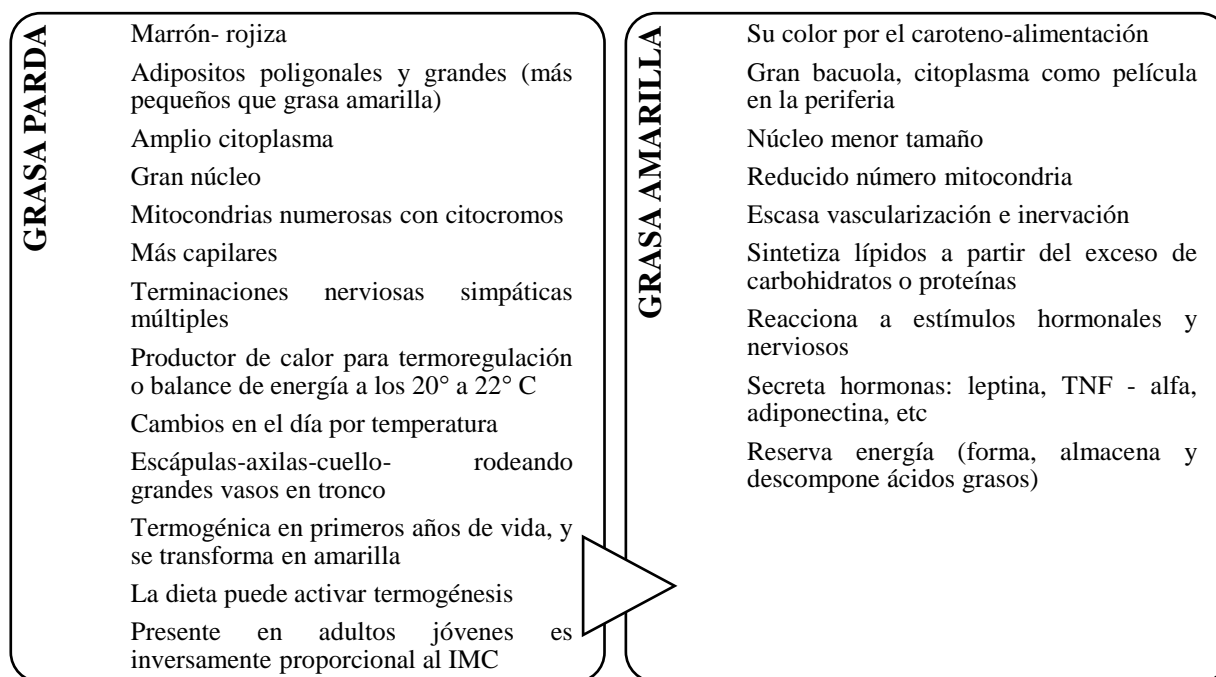 GRASA PARDA
Marrón- rojiza
Adipositos poligonales y grandes (más
pequeños que grasa amarilla)
Amplio citoplasma
Gran núcleo
Mitocondrias numerosas con citocromos
Más capilares
Terminaciones nerviosas simpáticas
múltiples
Productor de calor para termoregulación
o balance de energía a los 20° a 22° C
Cambios en el día por temperatura
Escápulas-axilas-cuello- rodeando
grandes vasos en tronco
Termogénica en primeros años de vida, y
se transforma en amarilla
La dieta puede activar termogénesis
Presente en adultos jóvenes es
inversamente proporcional al IMC
GRASA AMARILLA
Su color por el caroteno-alimentación
Gran bacuola, citoplasma como película
en la periferia
Núcleo menor tamaño
Reducido número mitocondria
Escasa vascularización e inervación
Sintetiza lípidos a partir del exceso de
carbohidratos o proteínas
Reacciona a estímulos hormonales y
nerviosos
Secreta hormonas: leptina, TNF - alfa,
adiponectina, etc
Reserva energía (forma, almacena y
descompone ácidos grasos)